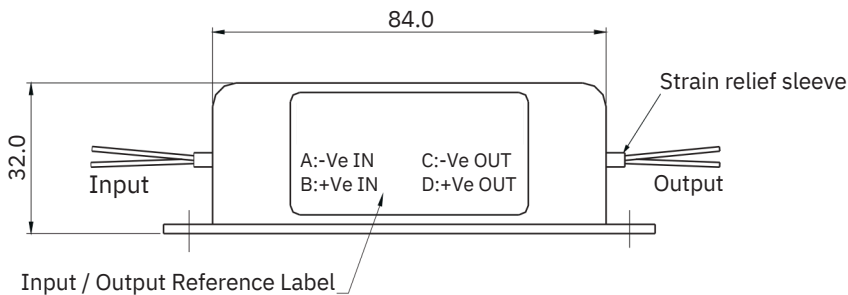 84.0
Strain relief sleeve
32.0
A:-Ve IN C:-Ve OUT
B:+Ve IN D:+Ve OUT
Input
Output
Input / Output Reference Label